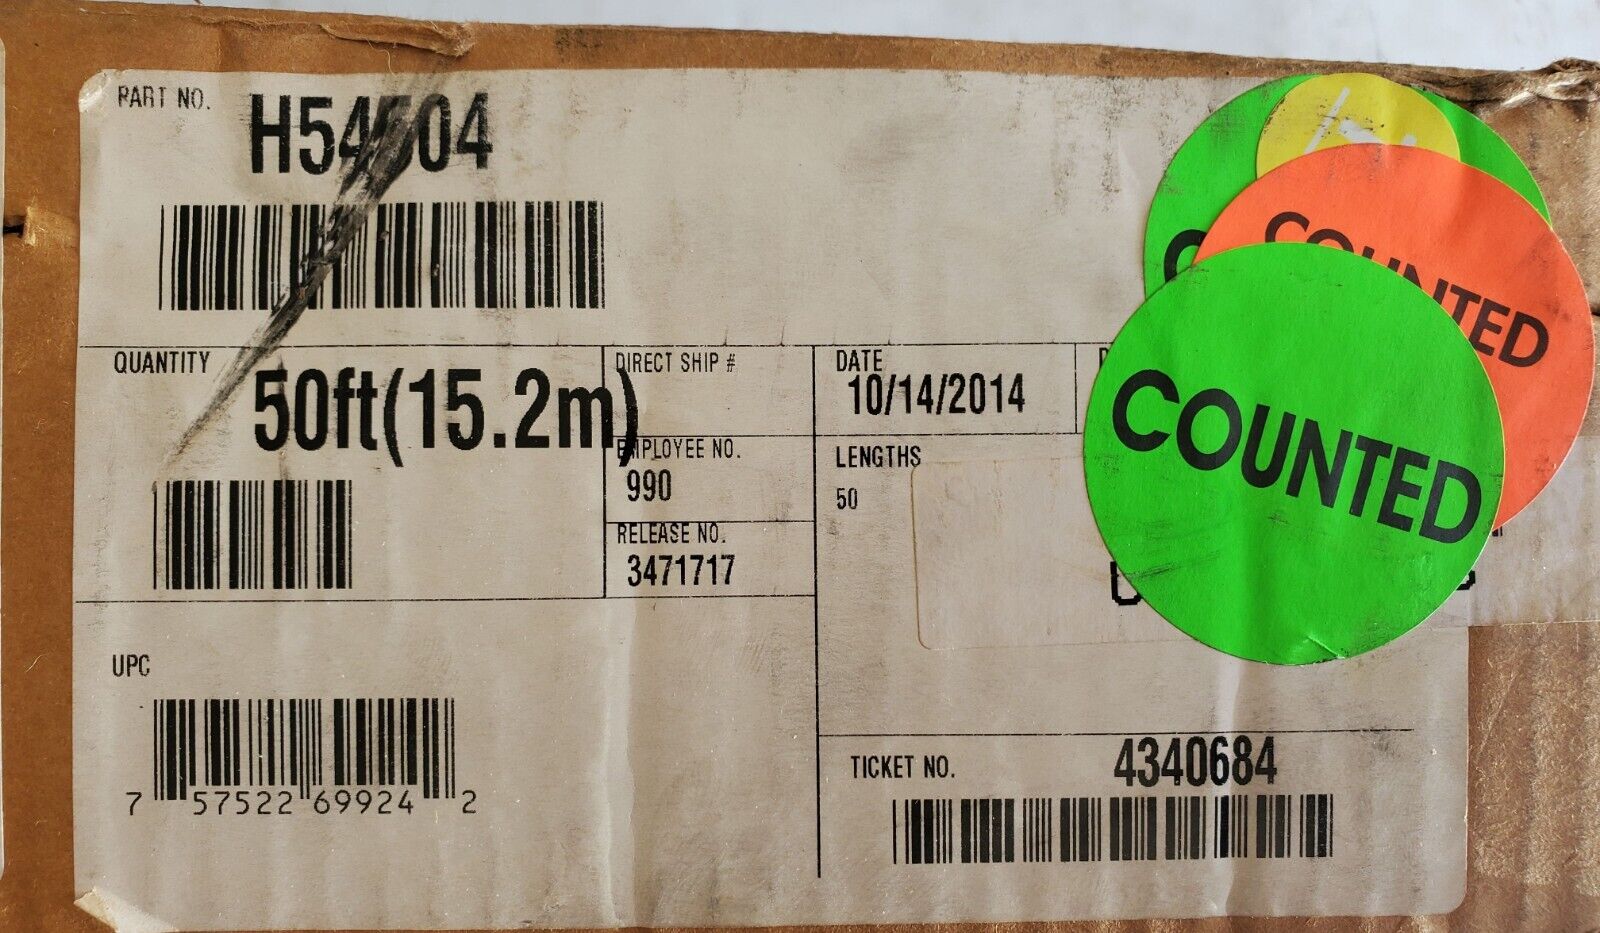 PART NO.
QUANTITY
50ft(15.2m)
DIRECT SHIP #
EMPLOYEE NO.
990
RELEASE NO.
3471717
DATE
10/14/2014
LENGTHS
50
UPC
7 57522 69924 2
TICKET NO. 4340684
COUNTED
COUNTED